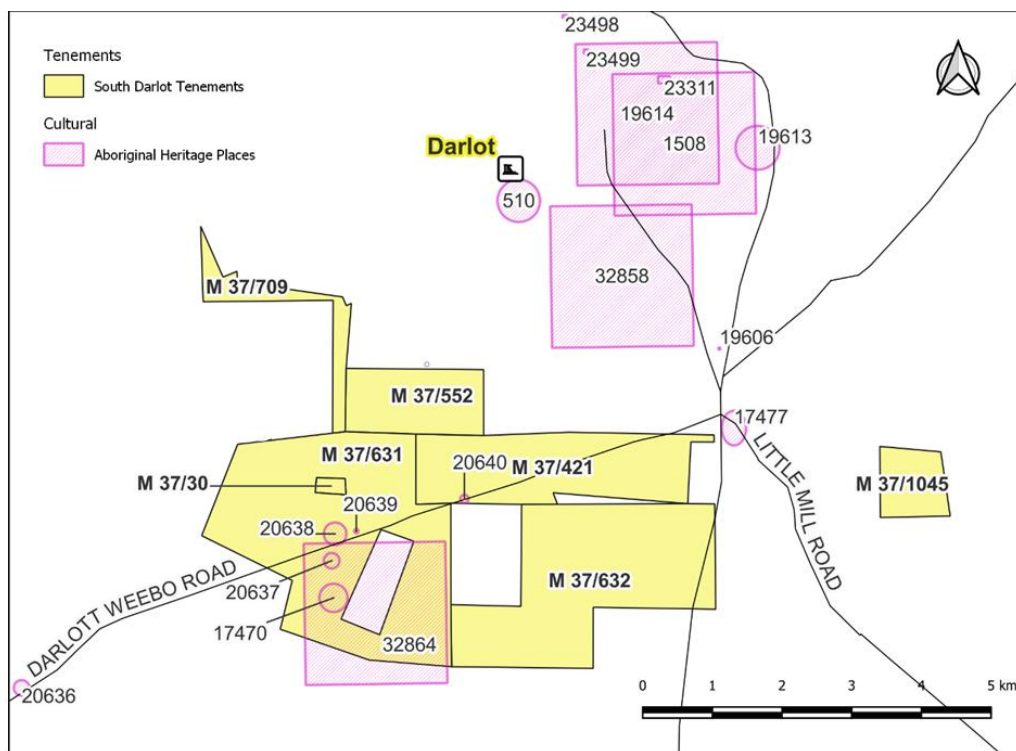 Tenements
South Darlot Tenements
Cultural
Aboriginal Heritage Places
23498
23499
23311
19614
1508
19613
Darlot
510
32858
M 37/709
19606
M 37/552
17477
M 37/631
20640
M 37/421
M 37/30
20639
M 37/1045
20638
LITTLE MILL ROAD
20637
M 37/632
DARLOTT WEEBO ROAD
17470
32864
20636
0 1 2 3 4 5 km